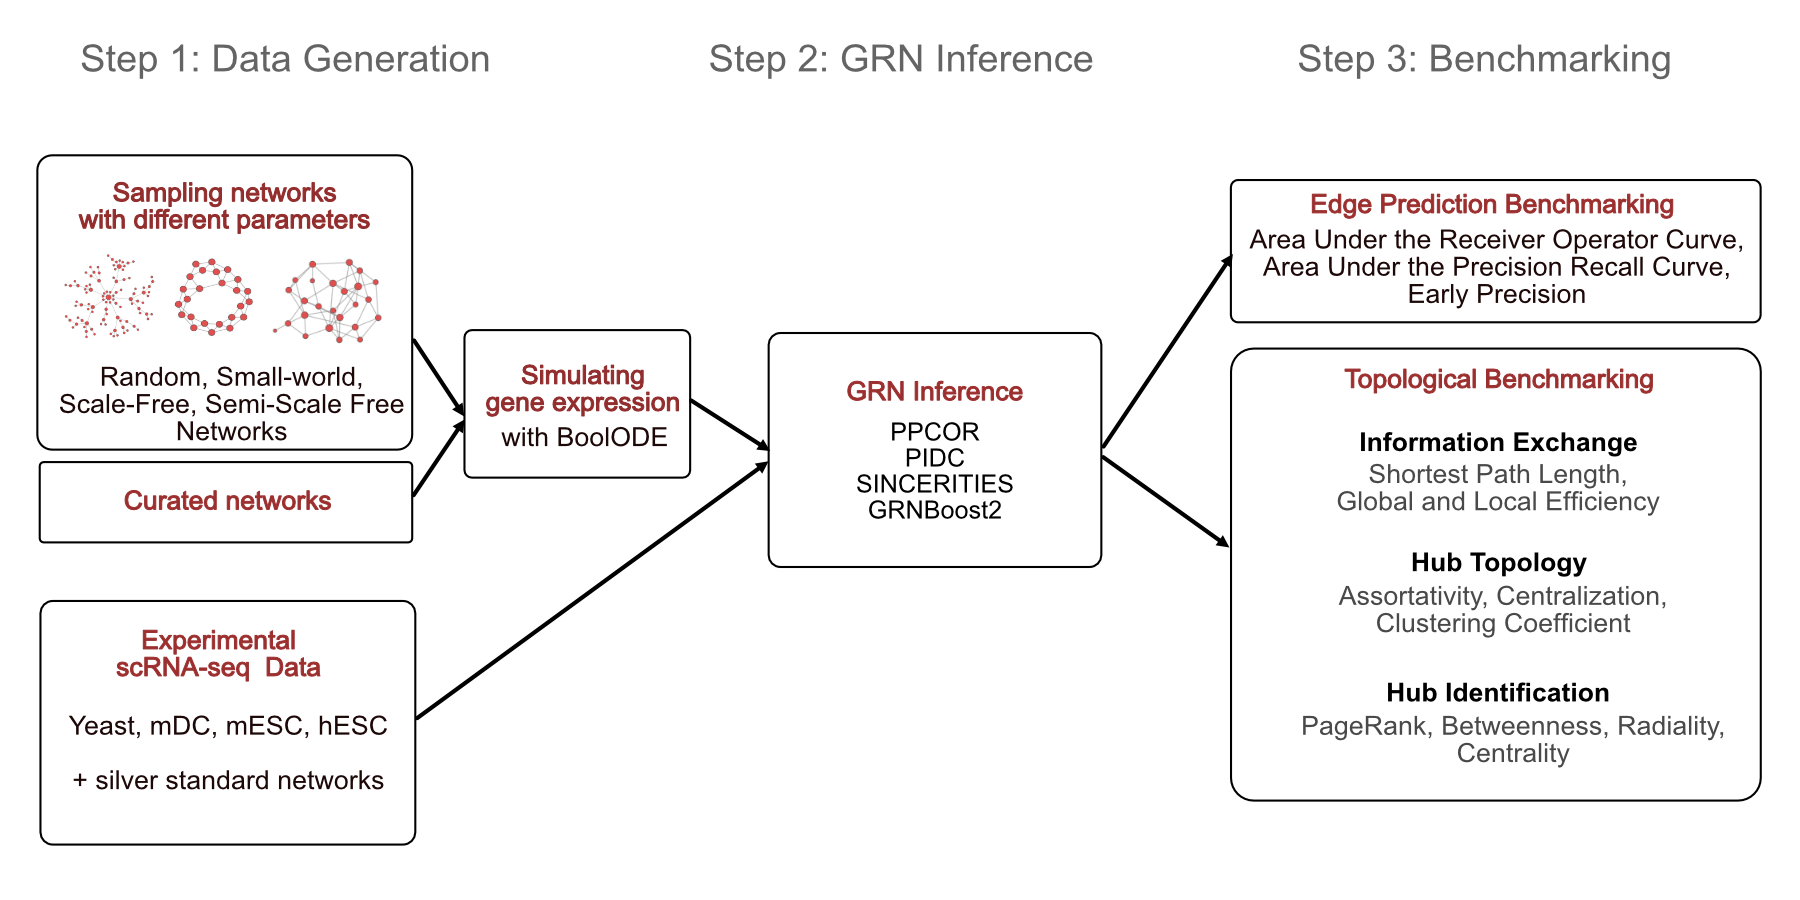 Step 1: Data Generation
Step 2: GRN Inference
Step 3: Benchmarking
Sampling networks
with different parameters
Random, Small-world,
Scale-Free, Semi-Scale Free
Networks
Curated networks
Experimental
scRNA-seq Data
Yeast, mDC, mESC, hESC
+ silver standard networks
Simulating
gene expression
with BoolODE
GRN Inference
PPCOR
PIDC
SINCERITIES
GRNBoost2
Edge Prediction Benchmarking
Area Under the Receiver Operator Curve,
Area Under the Precision Recall Curve,
Early Precision
Topological Benchmarking
Information Exchange
Shortest Path Length,
Global and Local Efficiency
Hub Topology
Assortativity, Centralization,
Clustering Coefficient
Hub Identification
PageRank, Betweenness, Radiality,
Centrality